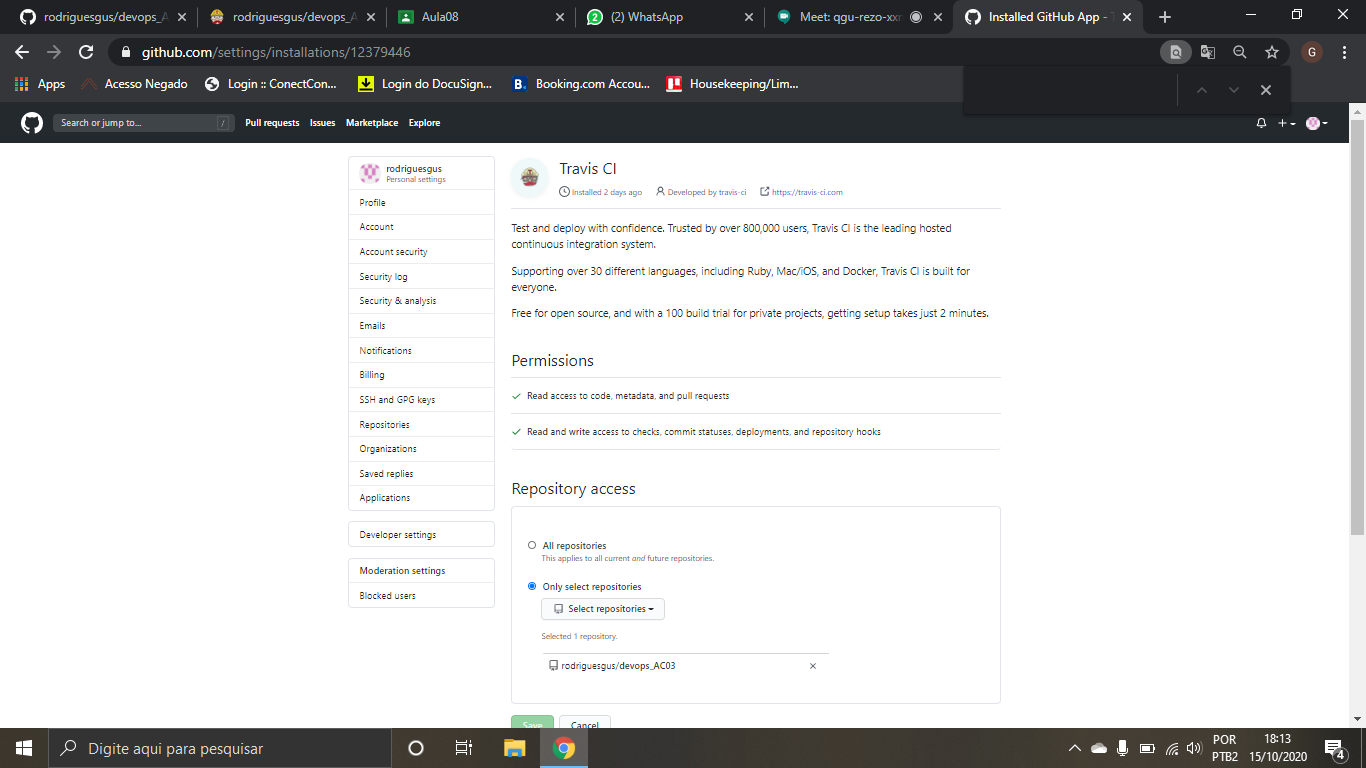 rodriguesgus/devops_A
rodriguesgus/devops_A
Aula08
(2) WhatsApp
Meet: qgu-rezo-xxr
Installed GitHub App -
github.com/settings/installations/12379446
G
Apps
Acesso Negado
Login :: ConectCon...
Login do DocuSign...
B.
Booking.com Accou...
Housekeeping/Lim...
Search or jump to...
/
Pull requests
Issues
Marketplace
Explore
rodriguesgus
Personal settings
Profile
Account
Account security
Security log
Security & analysis
Emails
Notifications
Billing
SSH and GPG keys
Repositories
Organizations
Saved replies
Applications
Developer settings
Moderation settings
Blocked users
Travis CI
Installed 2 days ago
Developed by travis-ci
https://travis-ci.com
Test and deploy with confidence. Trusted by over 800,000 users, Travis CI is the leading hosted
continuous integration system.
Supporting over 30 different languages, including Ruby, Mac/iOS, and Docker, Travis CI is built for
everyone.
Free for open source, and with a 100 build trial for private projects, getting setup takes just 2 minutes.
Permissions
Read access to code, metadata, and pull requests
Read and write access to checks, commit statuses, deployments, and repository hooks
Repository access
All repositories
This applies to all current and future repositories.
Only select repositories
Select repositories
Selected 1 repository.
rodriguesgus/devops_AC03
Save
Cancel
Digite aqui para pesquisar
POR
PTB2
18:13
15/10/2020
4